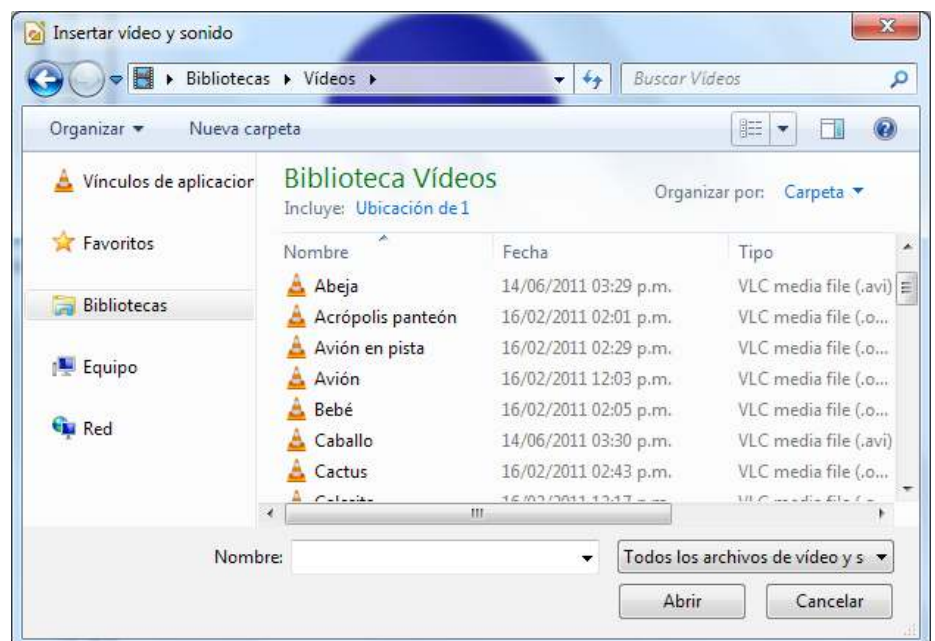 Insertar vídeo y sonido
Bibliotecas Vídeos
Buscar Vídeos
Organizar Nueva carpeta
Vínculos de aplicacion
Favoritos
Bibliotecas
Equipo
Red
Biblioteca Vídeos
Incluye: Ubicación de 1
Organizar por: Carpeta
Nombre Fecha Tipo
Abeja 14/06/2011 03:29 p.m. VLC media file (.avi)
Acrópolis panteón 16/02/2011 02:01 p.m. VLC media file (.o...
Avión en pista 16/02/2011 02:29 p.m. VLC media file (.o...
Avión 16/02/2011 12:03 p.m. VLC media file (.o...
Bebé 16/02/2011 02:05 p.m. VLC media file (.o...
Caballo 14/06/2011 03:30 p.m. VLC media file (.avi)
Cactus 16/02/2011 02:43 p.m. VLC media file (.o...
Nombre:
Todos los archivos de vídeo y s
Abrir Cancelar